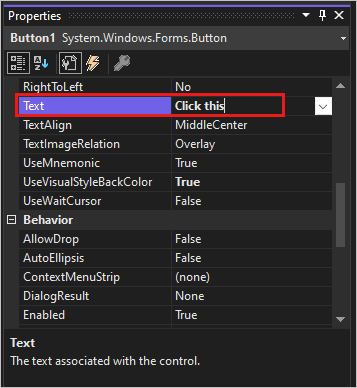 Properties
Button1 System.Windows.Forms.Button
RightToLeft No
Text Click this
TextAlign MiddleCenter
TextImageRelation Overlay
UseMnemonic True
UseVisualStyleBackColor True
UseWaitCursor False
Behavior
AllowDrop False
AutoEllipsis False
ContextMenuStrip (none)
DialogResult None
Enabled True
Text
The text associated with the control.